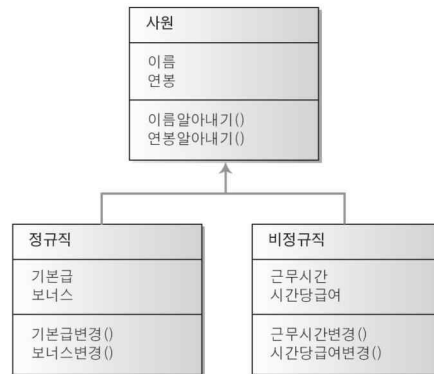 사원
이름
연봉
이름알아내기()
연봉알아내기()
정규직
기본급
보너스
기본급변경()
보너스변경()
비정규직
근무시간
시간당급여
근무시간변경()
시간당급여변경()